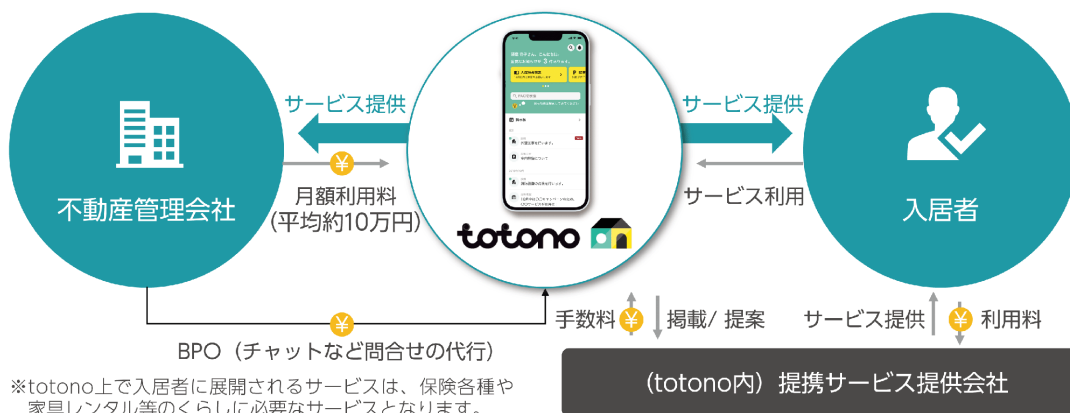 サービス提供
サービス提供
不動産管理会社
月額利用料
(平均約10万円)
totono
サービス利用
入居者
手数料
掲載/ 提案
サービス提供
利用料
BPO（チャットなど問合せの代行）
(totono内）提携サービス提供会社
※totono上で入居者に展開されるサービスは、保険各種や
家具レンタル等のくらしに必要なサービスとなります。